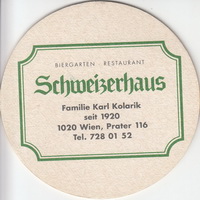 BIERGARTEN · RESTAURANT
Schweizerhaus
Familie Karl Kolarik
seit 1920
1020 Wien, Prater 116
Tel. 728 01 52